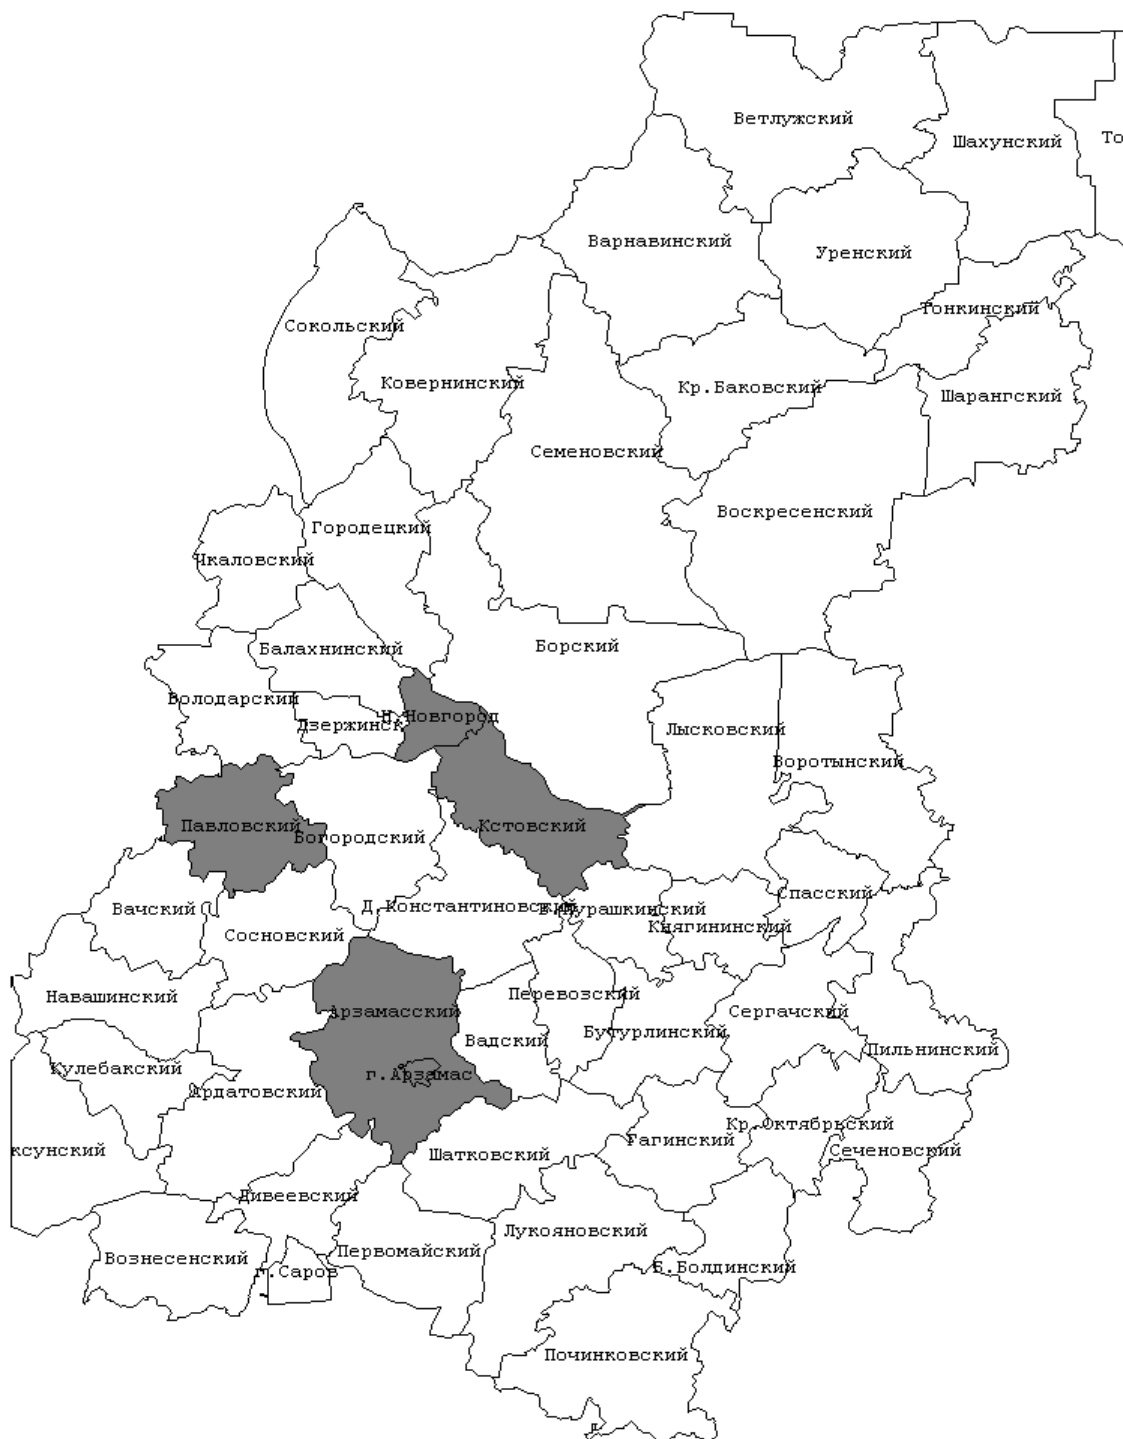 Ветлужский
Шахунский
То
Варнавинский
Уренский
Тонкинский
Сокольский
Ковернинский
Кр.Баковский
Шарангский
Семеновский
Воскресенский
Городецкий
Чкаловский
Балахнинский
Борский
Володарский
Дзержинск
Н.Новгород
Лысковский
Воротынский
Павловский
Богородский
Кстовский
Спасский
Вачский
Д.Константиновский
Б.Мурашкинский
Княгининский
Сосновский
Навашинский
Перевозский
Арзамасский
Сергачский
Бутурлинский
Вадский
Пильнинский
Кулебакский
г.Арзамас
Ардатовский
Кр.Октябрьский
Гагинский
ксунский
Шатковский
Сеченовский
Дивеевский
Лукояновский
Вознесенский
Первомайский
г.Саров
Б.Болдинский
Починковский